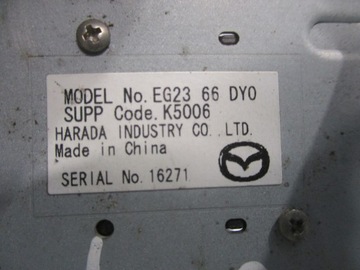 MODEL No. EG23 66 DY0
SUPP Code. K5006
HARADA INDUSTRY CO., LTD.
Made in China
SERIAL No. 16271